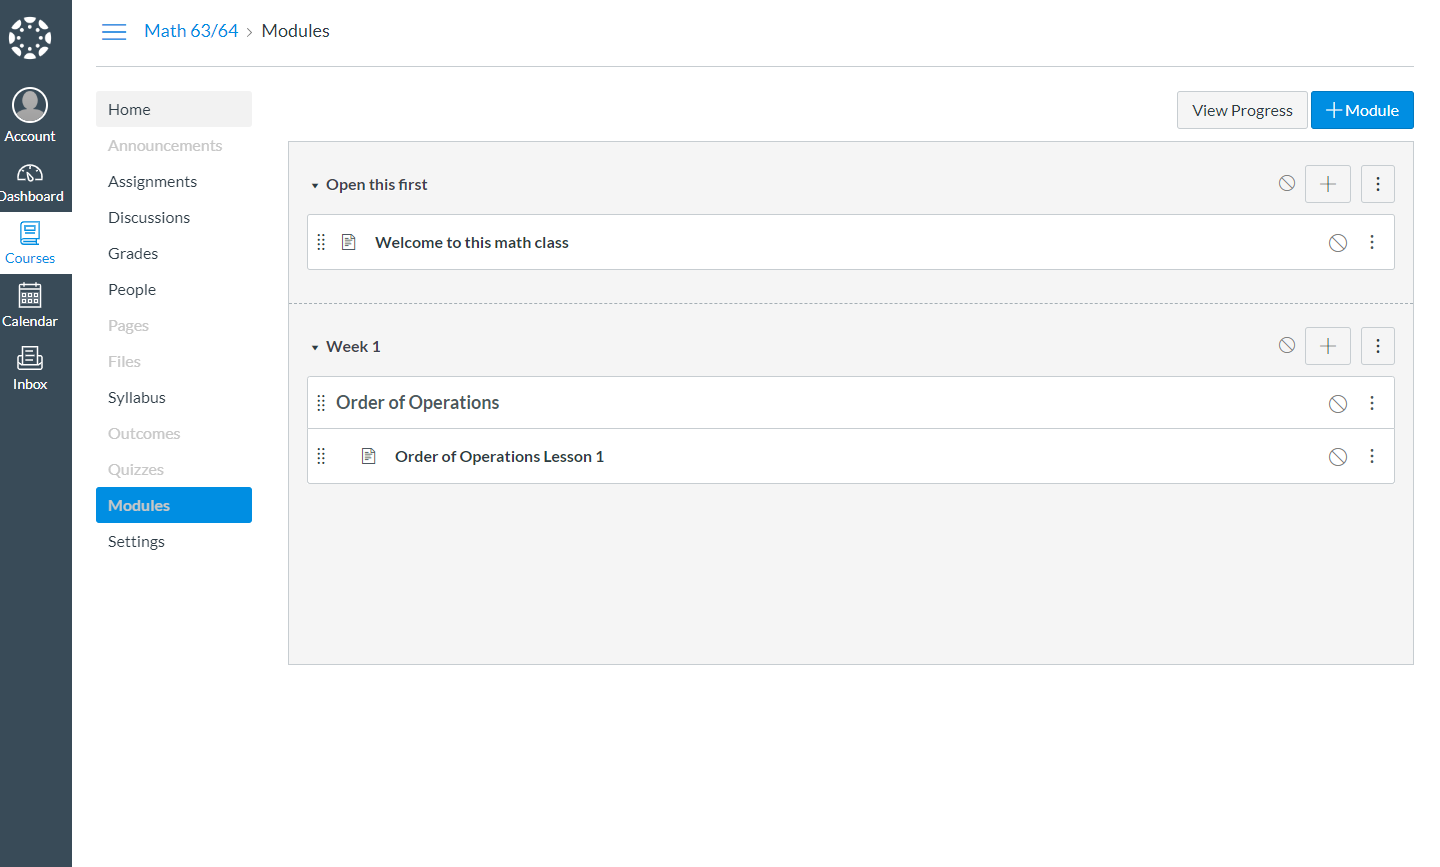 Math 63/64 › Modules
Account
Dashboard
Courses
Calendar
Inbox
Home
Announcements
Assignments
Discussions
Grades
People
Pages
Files
Syllabus
Outcomes
Quizzes
Modules
Settings
View Progress
+ Module
Open this first
Welcome to this math class
Week 1
Order of Operations
Order of Operations Lesson 1